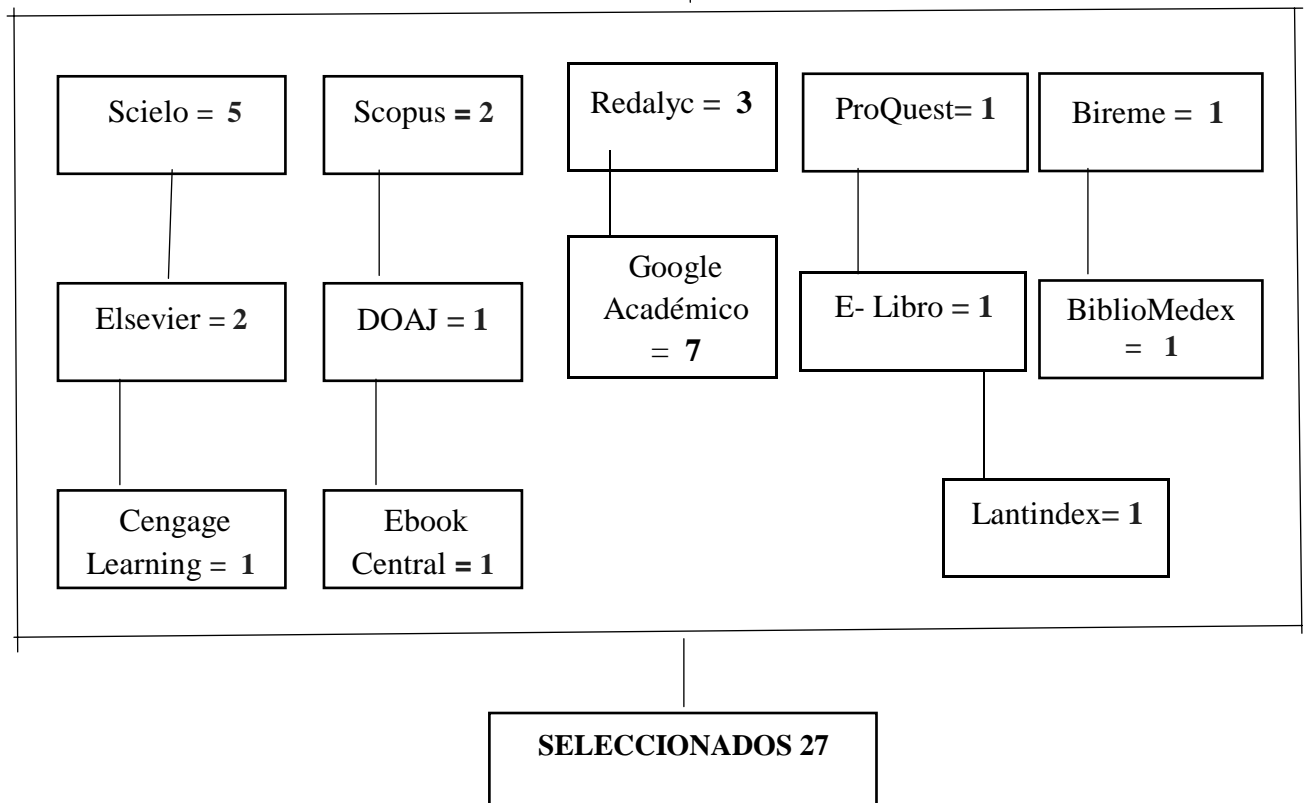 Scielo = 5
Scopus = 2
Redalyc = 3
ProQuest= 1
Bireme = 1
Elsevier = 2
DOAJ = 1
Google
Académico
= 7
E- Libro = 1
BiblioMedex
= 1
Cengage
Learning = 1
Ebook
Central = 1
Lantindex= 1
SELECCIONADOS 27